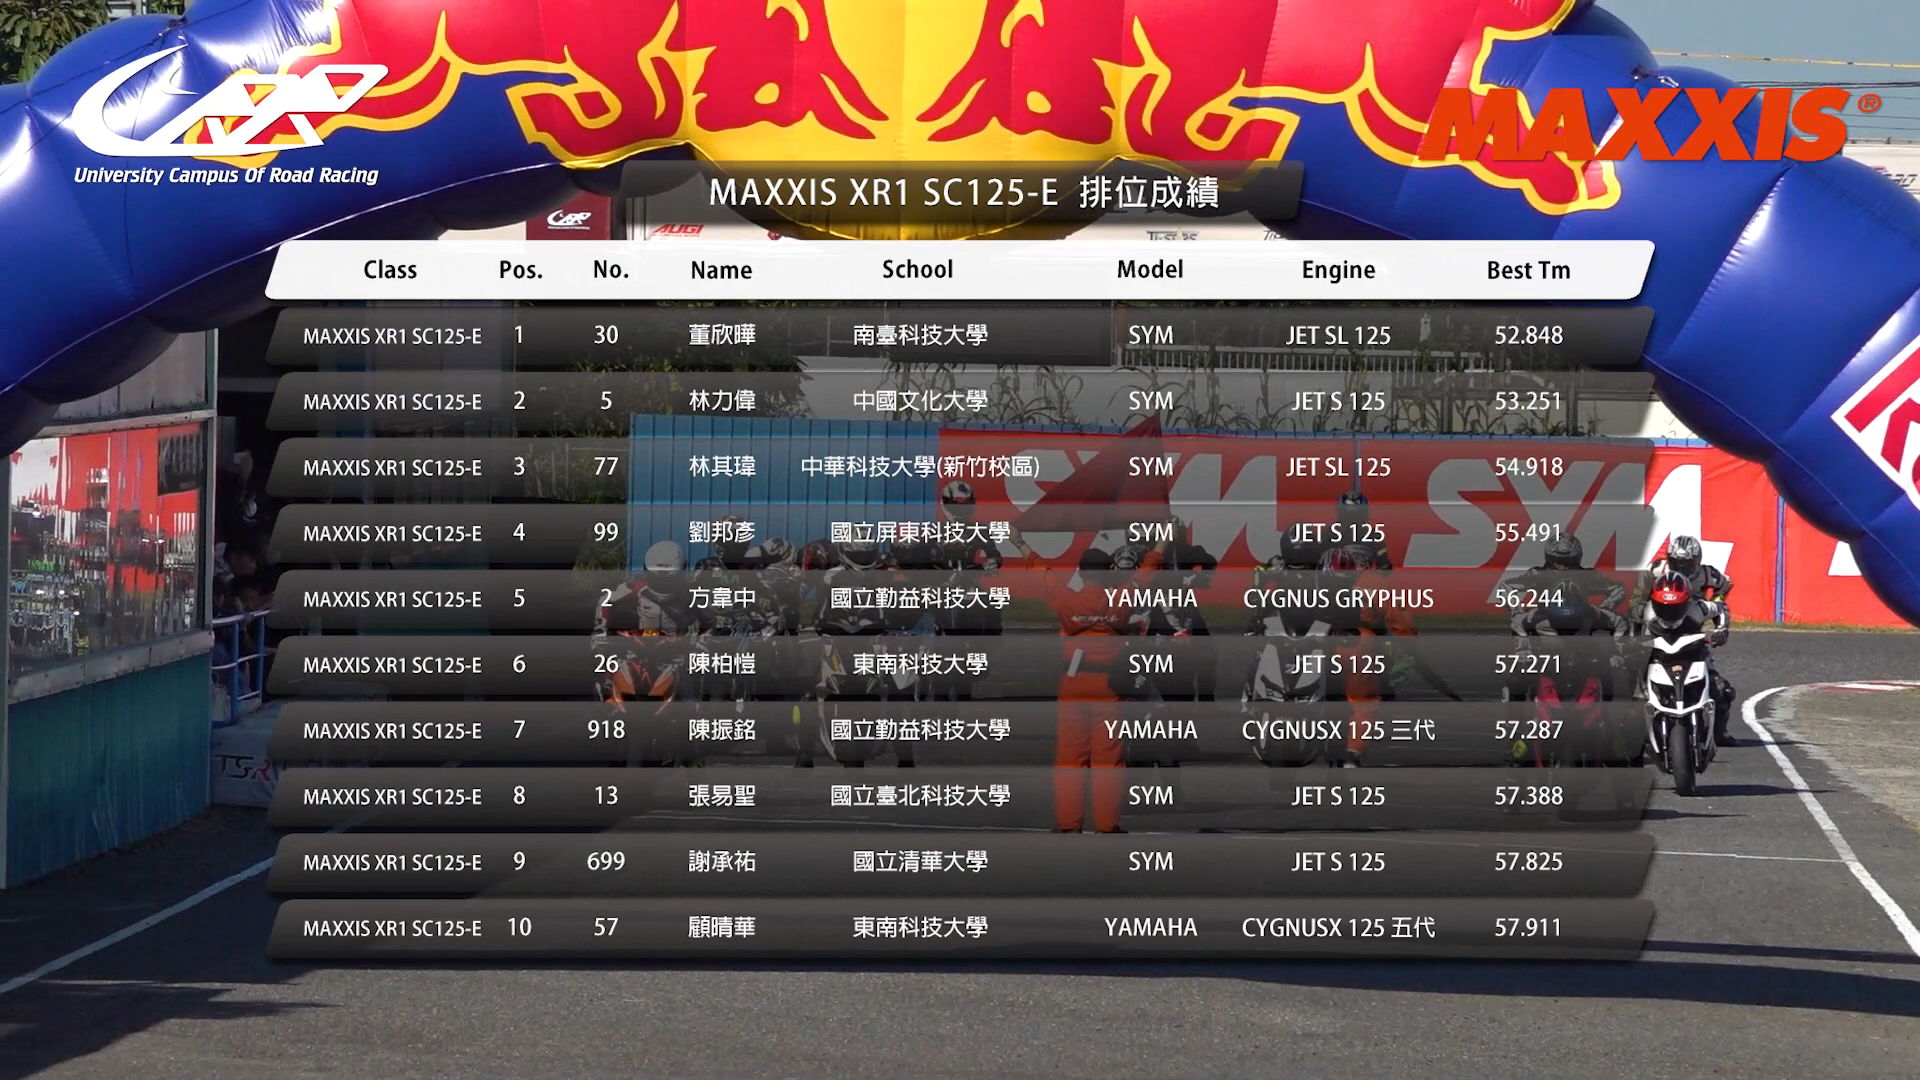 University Campus Of Road Racing
MAXXIS®
MAXXIS XR1 SC125-E 排位成績
AUGI
Class Pos. No. Name School Model Engine Best Tm
MAXXIS XR1 SC125-E 1 30 董欣曄 南臺科技大學 SYM JET SL 125 52.848
MAXXIS XR1 SC125-E 2 5 林力偉 中國文化大學 SYM JET S 125 53.251
MAXXIS XR1 SC125-E 3 77 林其瑋 中華科技大學(新竹校區) SYM JET SL 125 54.918
MAXXIS XR1 SC125-E 4 99 劉邦彥 國立屏東科技大學 SYM JET S 125 55.491
SYM SYM
MAXXIS XR1 SC125-E 5 2 方韋中 國立勤益科技大學 YAMAHA CYGNUS GRYPHUS 56.244
MAXXIS XR1 SC125-E 6 26 陳柏愷 東南科技大學 SYM JET S 125 57.271
MAXXIS XR1 SC125-E 7 918 陳振銘 國立勤益科技大學 YAMAHA CYGNUSX 125 三代 57.287
TSR
MAXXIS XR1 SC125-E 8 13 張易聖 國立臺北科技大學 SYM JET S 125 57.388
MAXXIS XR1 SC125-E 9 699 謝承祐 國立清華大學 SYM JET S 125 57.825
MAXXIS XR1 SC125-E 10 57 顧晴華 東南科技大學 YAMAHA CYGNUSX 125 五代 57.911